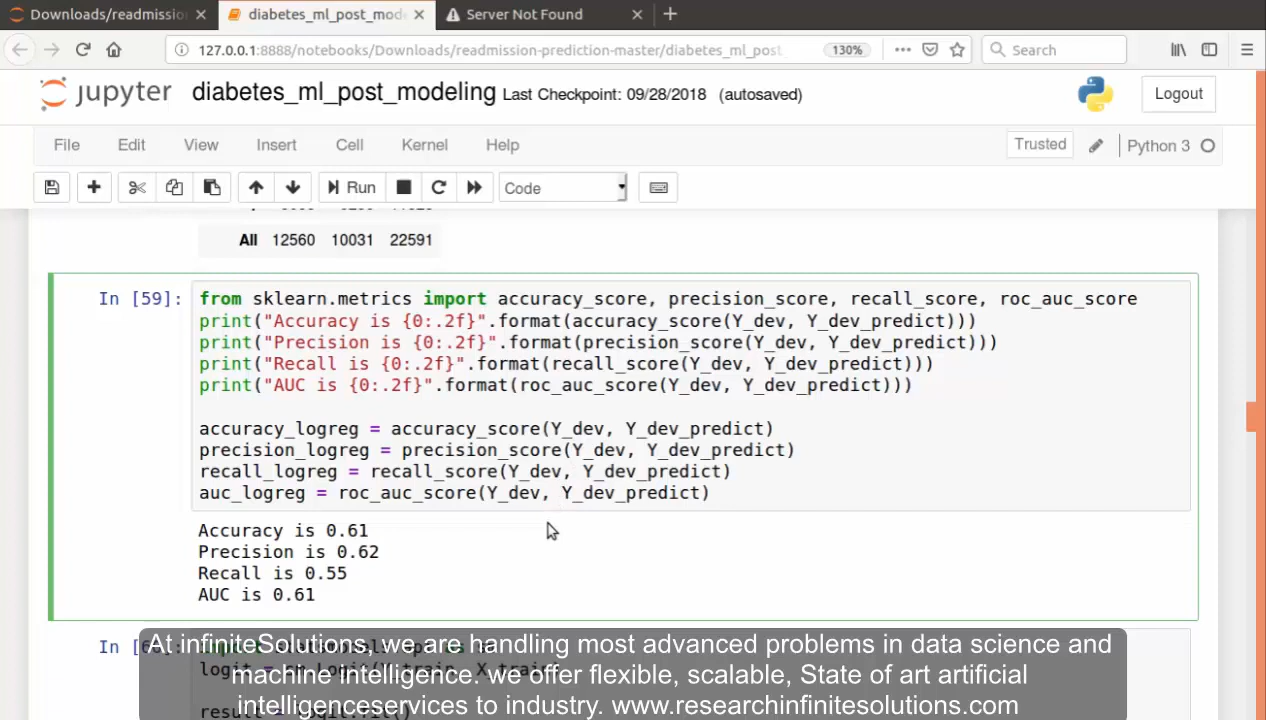 Downloads/readmissio
diabetes_ml_post_mode
Server Not Found
127.0.0.1:8888/notebooks/Downloads/readmission-prediction-master/diabetes_ml_post
130%
Search
jupyter diabetes_ml_post_modeling Last Checkpoint: 09/28/2018 (autosaved)
Logout
File Edit View Insert Cell Kernel Help
Trusted
Python 3
Run
Code
All 12560 10031 22591
In [59]: from sklearn.metrics import accuracy_score, precision_score, recall_score, roc_auc_score
print("Accuracy is {0:.2f}".format(accuracy_score(Y_dev, Y_dev_predict)))
print("Precision is {0:.2f}".format(precision_score(Y_dev, Y_dev_predict)))
print("Recall is {0:.2f}".format(recall_score(Y_dev, Y_dev_predict)))
print("AUC is {0:.2f}".format(roc_auc_score(Y_dev, Y_dev_predict)))
accuracy_logreg = accuracy_score(Y_dev, Y_dev_predict)
precision_logreg = precision_score(Y_dev, Y_dev_predict)
recall_logreg = recall_score(Y_dev, Y_dev_predict)
auc_logreg = roc_auc_score(Y_dev, Y_dev_predict)
Accuracy is 0.61
Precision is 0.62
Recall is 0.55
AUC is 0.61
In
At infiniteSolutions, we are handling most advanced problems in data science and
machine intelligence. we offer flexible, scalable, State of art artificial
intelligenceservices to industry. www.researchinfinitesolutions.com